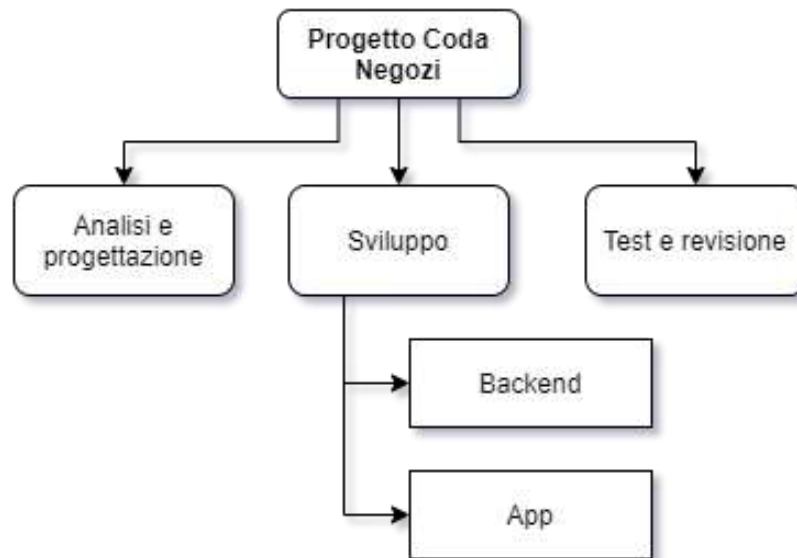 Progetto Coda
Negozi
Analisi e
progettazione
Sviluppo
Test e revisione
Backend
App